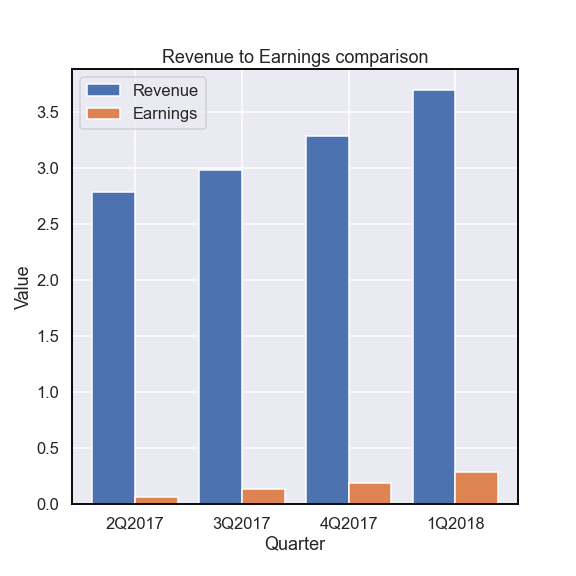 Revenue to Earnings comparison
Revenue
Earnings
3.5
3.0
2.5
2.0
1.5
1.0
0.5
0.0
Value
2Q2017 3Q2017 4Q2017 1Q2018
Quarter